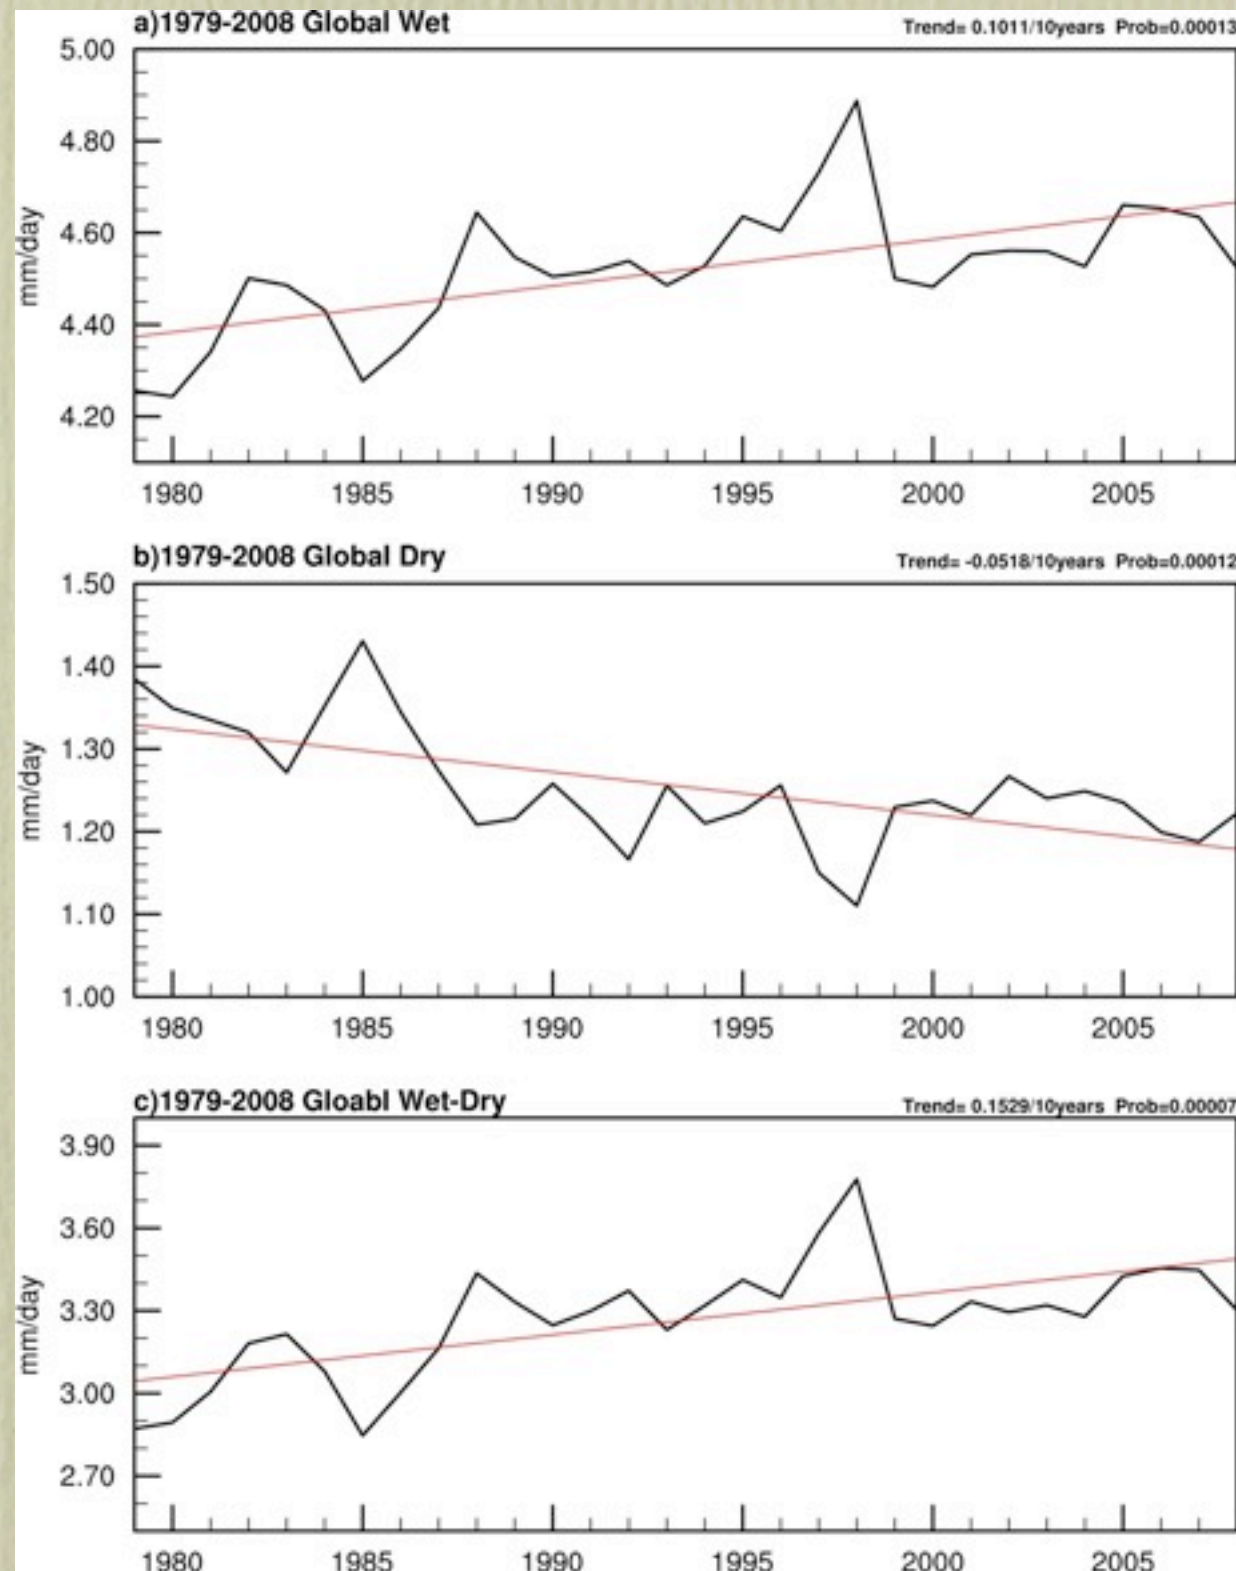 a)1979-2008 Global Wet
Trend= 0.1011/10years Prob=0.00013
5.00
4.80
4.60
4.40
4.20
mm/day
1980 1985 1990 1995 2000 2005
b)1979-2008 Global Dry
Trend= -0.0518/10years Prob=0.00012
1.50
1.40
1.30
1.20
1.10
1.00
mm/day
1980 1985 1990 1995 2000 2005
c)1979-2008 Gloabl Wet-Dry
Trend= 0.1529/10years Prob=0.00007
3.90
3.60
3.30
3.00
2.70
mm/day
1980 1985 1990 1995 2000 2005